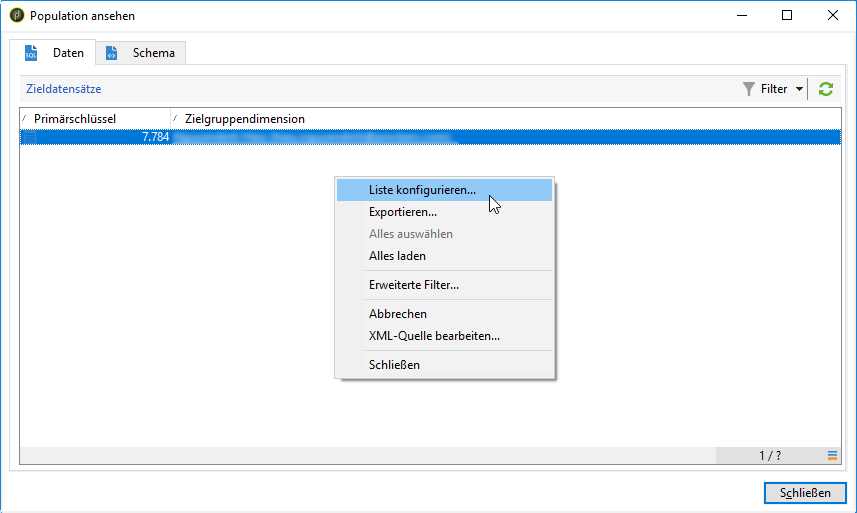 Population ansehen
Daten
Schema
Zieldatensätze
Filter
Primärschlüssel
Zielgruppendimension
7.784
Liste konfigurieren...
Exportieren...
Alles auswählen
Alles laden
Erweiterte Filter...
Abbrechen
XML-Quelle bearbeiten...
Schließen
1 / ?
Schließen